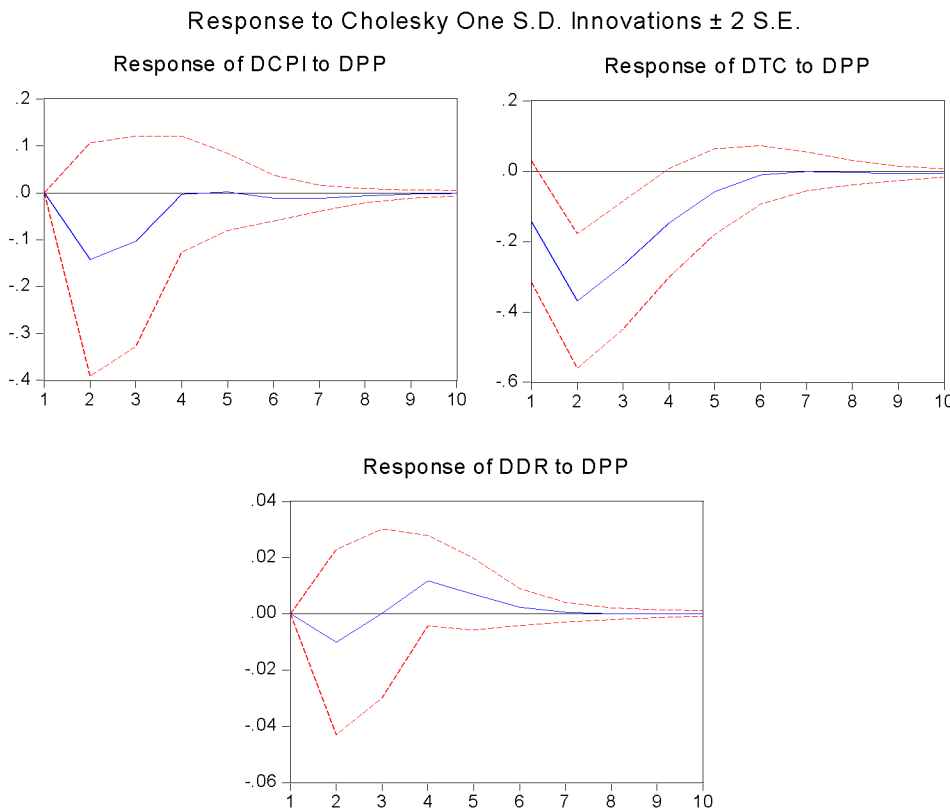 Response to Cholesky One S.D. Innovations ± 2 S.E.
Response of DCPI to DPP
.2
.1
.0
-.1
-.2
-.3
-.4
1 2 3 4 5 6 7 8 9 10
Response of DTC to DPP
.2
.0
-.2
-.4
-.6
1 2 3 4 5 6 7 8 9 10
Response of DDR to DPP
.04
.02
.00
-.02
-.04
-.06
1 2 3 4 5 6 7 8 9 10